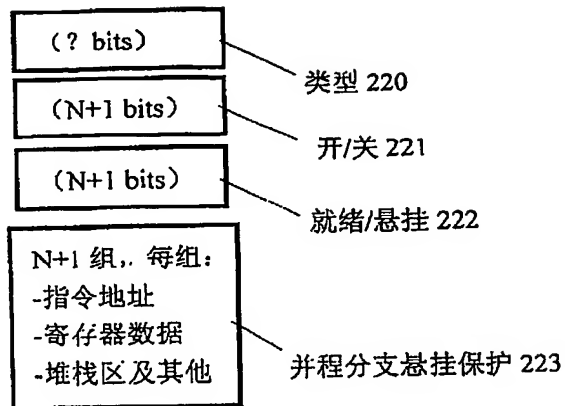 （? bits）
类型 220
（N+1 bits）
开/关 221
（N+1 bits）
就绪/悬挂 222
N+1 组,. 每组：
-指令地址
-寄存器数据
-堆栈区及其他
并程分支悬挂保护 223